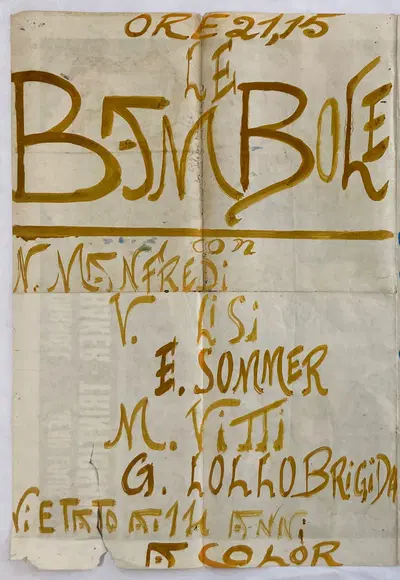 ORE 21,15
LE
BAMBOLE
con
N. MANFREDi
V. LiSi
E. SOMMER
M. ViTTi
G. LOLLOBRiGiDA
ViETATO AI 14 ANNi
A COLOR